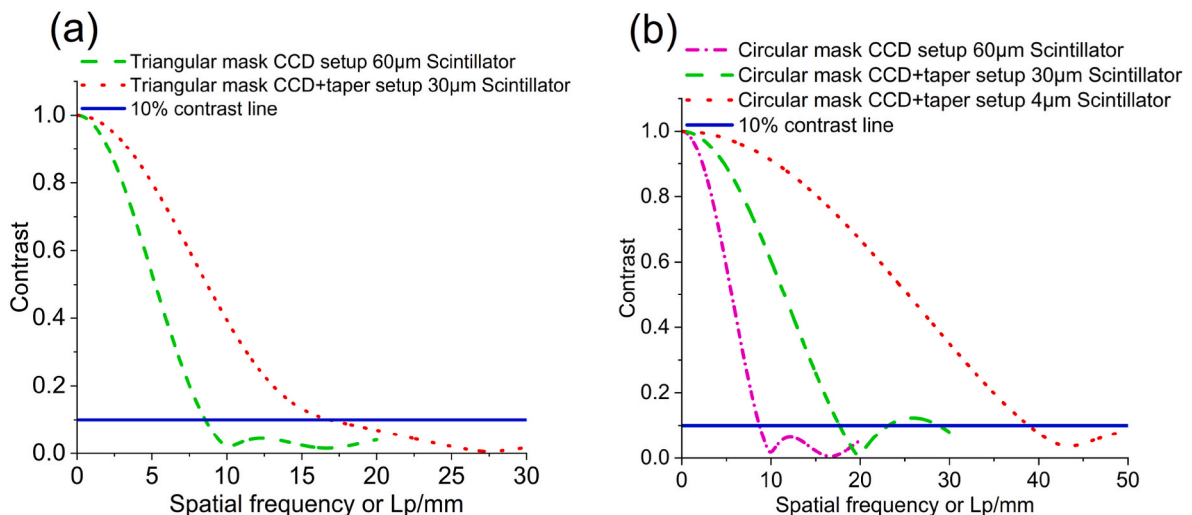 (a)
Triangular mask CCD setup 60μm Scintillator
Triangular mask CCD+taper setup 30μm Scintillator
10% contrast line
1.0
0.8
0.6
0.4
0.2
0.0
Contrast
0 5 10 15 20 25 30
Spatial frequency or Lp/mm
(b)
Circular mask CCD setup 60μm Scintillator
Circular mask CCD+taper setup 30μm Scintillator
Circular mask CCD+taper setup 4μm Scintillator
10% contrast line
1.0
0.8
0.6
0.4
0.2
0.0
Contrast
0 10 20 30 40 50
Spatial frequency or Lp/mm